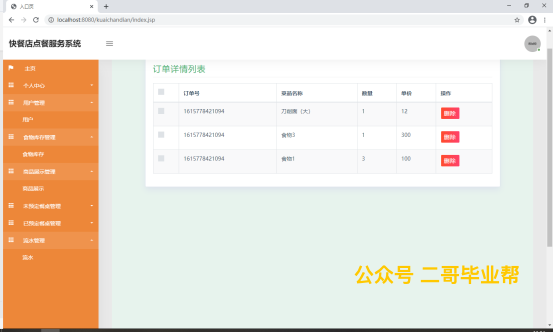 人口页
localhost:8080/kuaichandian/Index.jsp
快餐店点餐服务系统
主页
个人中心
用户管理
用户
食物库存管理
食物库存
商品展示管理
商品展示
未预定餐桌管理
已预定餐桌管理
流水管理
流水
订单详情列表
订单号 菜品名称 数量 单价 操作
1615778421094 刀削面（大） 1 12 删除
1615778421094 食物3 1 300 删除
1615778421094 食物1 3 100 删除
公众号 二哥毕业帮